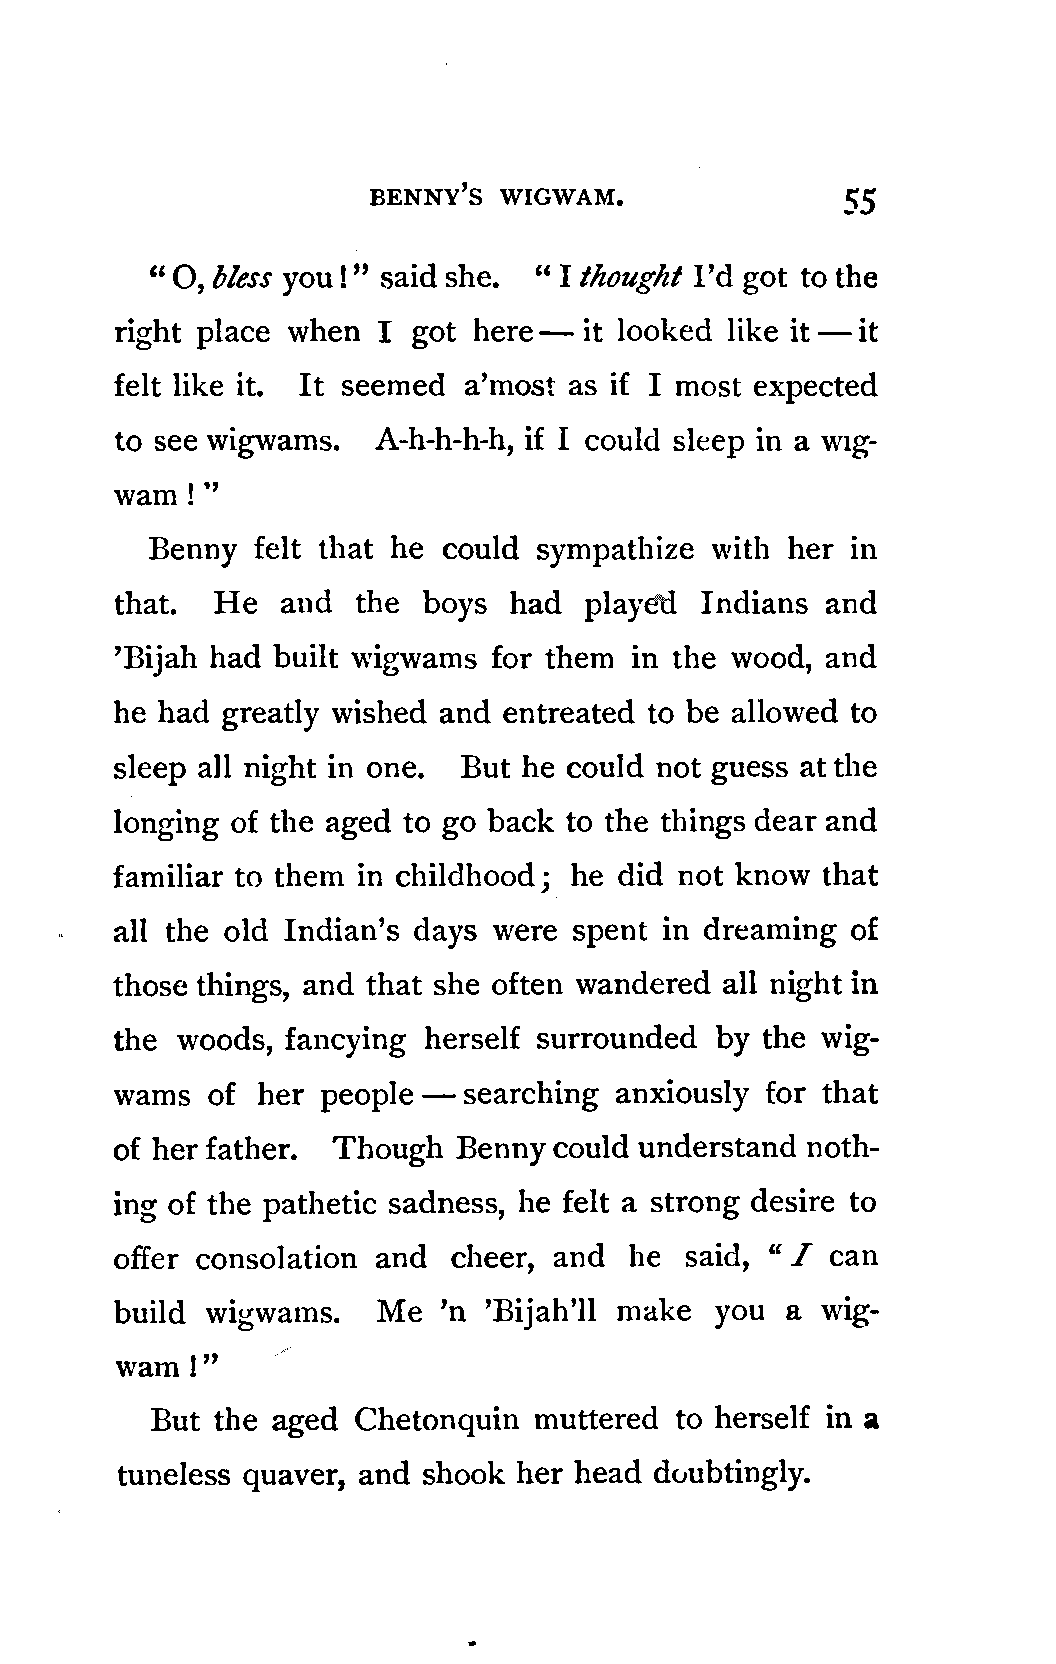 BENNY'S WIGWAM. 55
"O, bless you!" said she. "I thought I'd got to the
right place when I got here — it looked like it — it
felt like it. It seemed a'most as if I most expected
to see wigwams. A-h-h-h-h, if I could sleep in a wig-
wam!"
Benny felt that he could sympathize with her in
that. He and the boys had played Indians and
'Bijah had built wigwams for them in the wood, and
he had greatly wished and entreated to be allowed to
sleep all night in one. But he could not guess at the
longing of the aged to go back to the things dear and
familiar to them in childhood; he did not know that
all the old Indian's days were spent in dreaming of
those things, and that she often wandered all night in
the woods, fancying herself surrounded by the wig-
wams of her people — searching anxiously for that
of her father. Though Benny could understand noth-
ing of the pathetic sadness, he felt a strong desire to
offer consolation and cheer, and he said, "I can
build wigwams. Me 'n 'Bijah'll make you a wig-
wam!"
But the aged Chetonquin muttered to herself in a
tuneless quaver, and shook her head doubtingly.